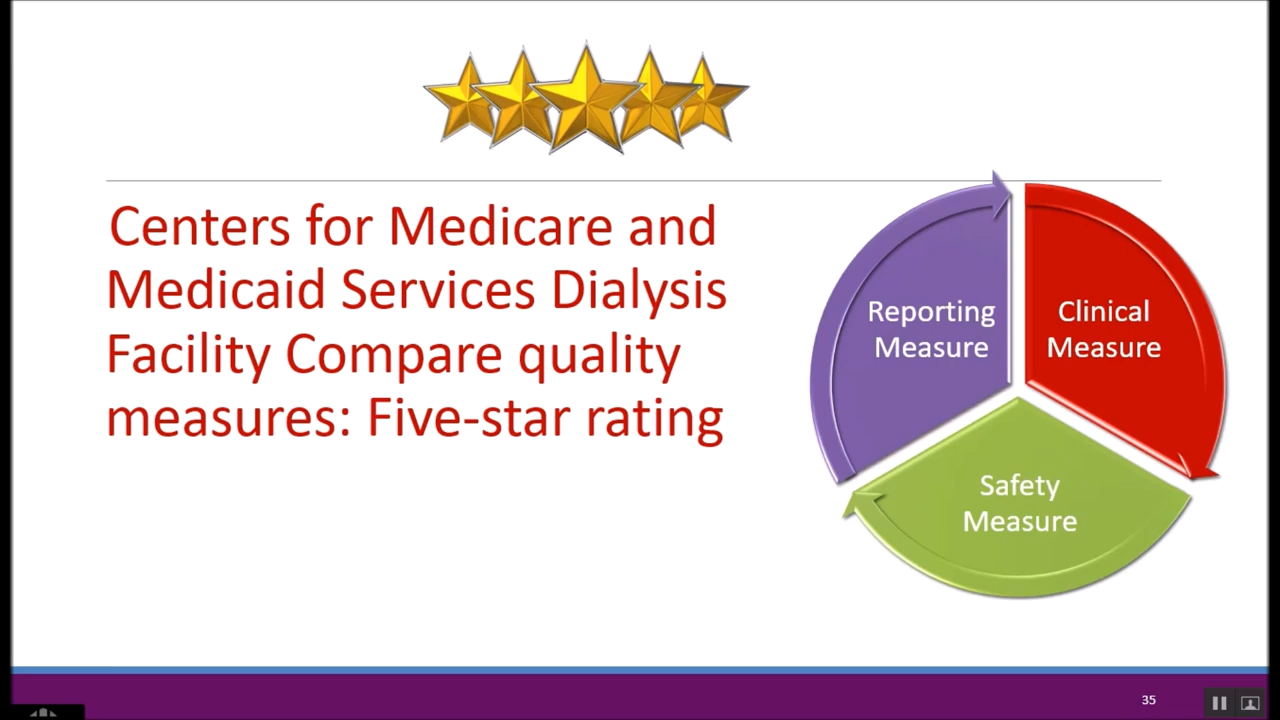 Centers for Medicare and
Medicaid Services Dialysis
Facility Compare quality
measures: Five-star rating
Reporting
Measure
Clinical
Measure
Safety
Measure
35